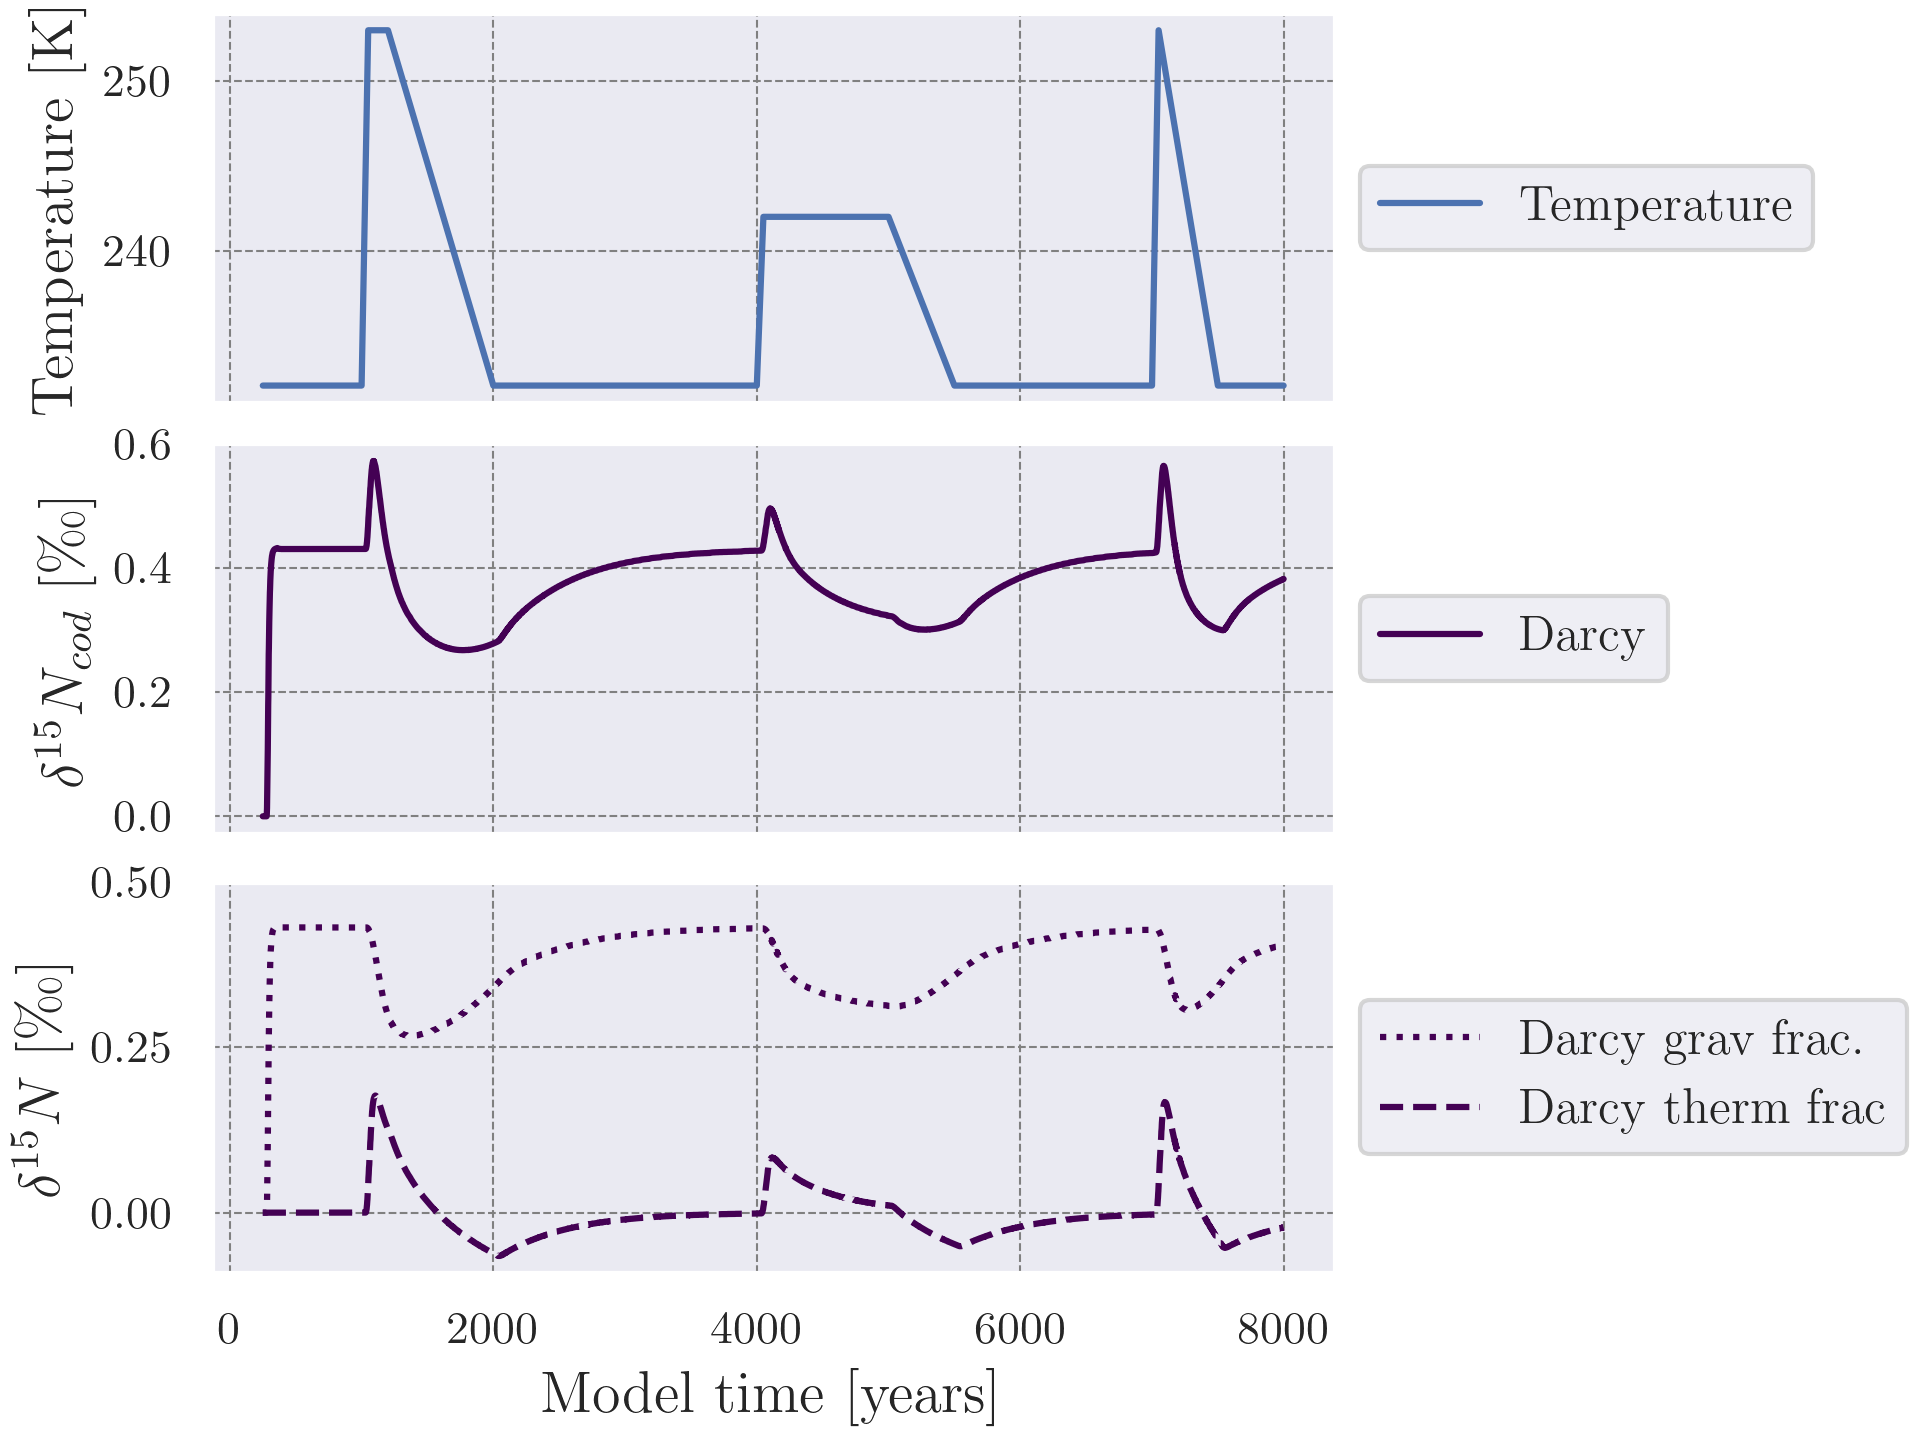 Temperature [K]
250
240
Temperature
δ¹⁵N_cod [‰]
0.6
0.4
0.2
0.0
Darcy
δ¹⁵N [‰]
0.50
0.25
0.00
Darcy grav frac.
Darcy therm frac
0 2000 4000 6000 8000
Model time [years]